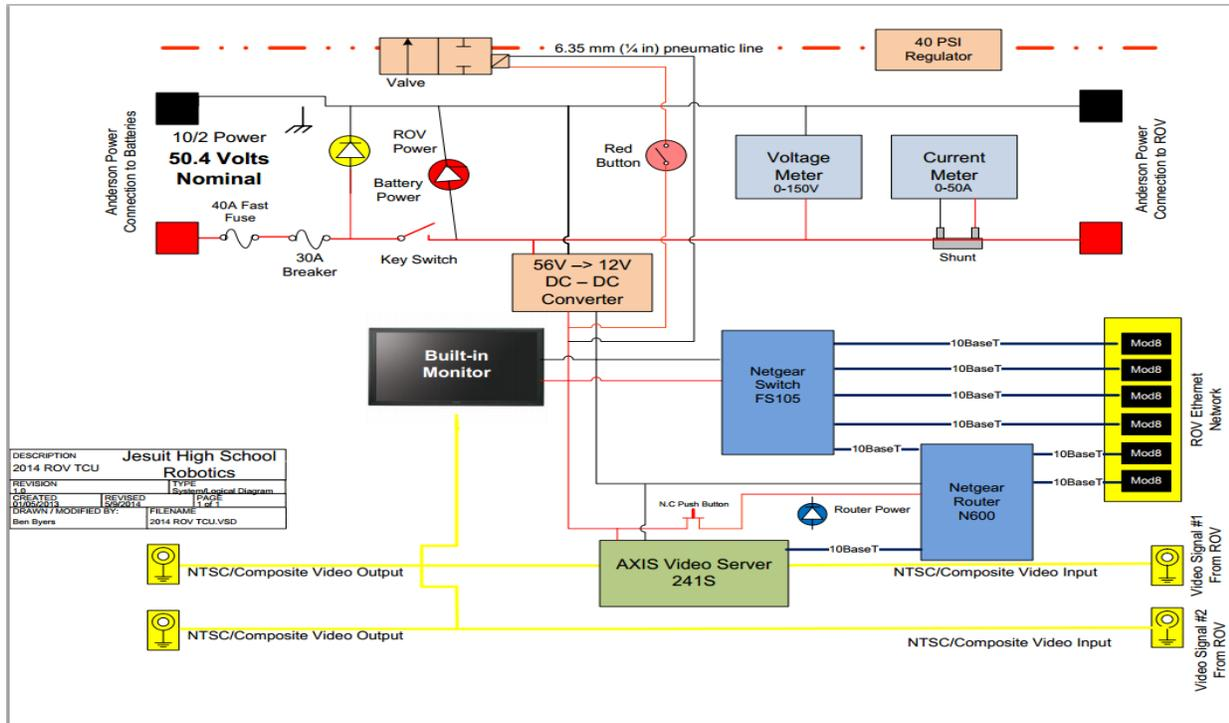 6.35 mm (¼ in) pneumatic line
40 PSI
Regulator
Valve
Anderson Power
Connection to Batteries
10/2 Power
50.4 Volts
Nominal
40A Fast
Fuse
30A
Breaker
ROV
Power
Battery
Power
Key Switch
Red
Button
Voltage
Meter
0-150V
Current
Meter
0-50A
Shunt
Anderson Power
Connection to ROV
56V –> 12V
DC – DC
Converter
Built-in
Monitor
Netgear
Switch
FS105
10BaseT
10BaseT
10BaseT
10BaseT
10BaseT
10BaseT
10BaseT
Mod8
Mod8
Mod8
Mod8
Mod8
Mod8
ROV Ethernet
Network
Netgear
Router
N600
N.C Push Button
Router Power
10BaseT
AXIS Video Server
241S
DESCRIPTION
2014 ROV TCU
Jesuit High School
Robotics
REVISION
1.0
TYPE
System/Logical Diagram
CREATED
01/05/2013
REVISED
5/9/2014
PAGE
1 of 1
DRAWN / MODIFIED BY:
Ben Byers
FILENAME
2014 ROV TCU.VSD
NTSC/Composite Video Output
NTSC/Composite Video Input
Video Signal #1
From ROV
NTSC/Composite Video Output
NTSC/Composite Video Input
Video Signal #2
From ROV